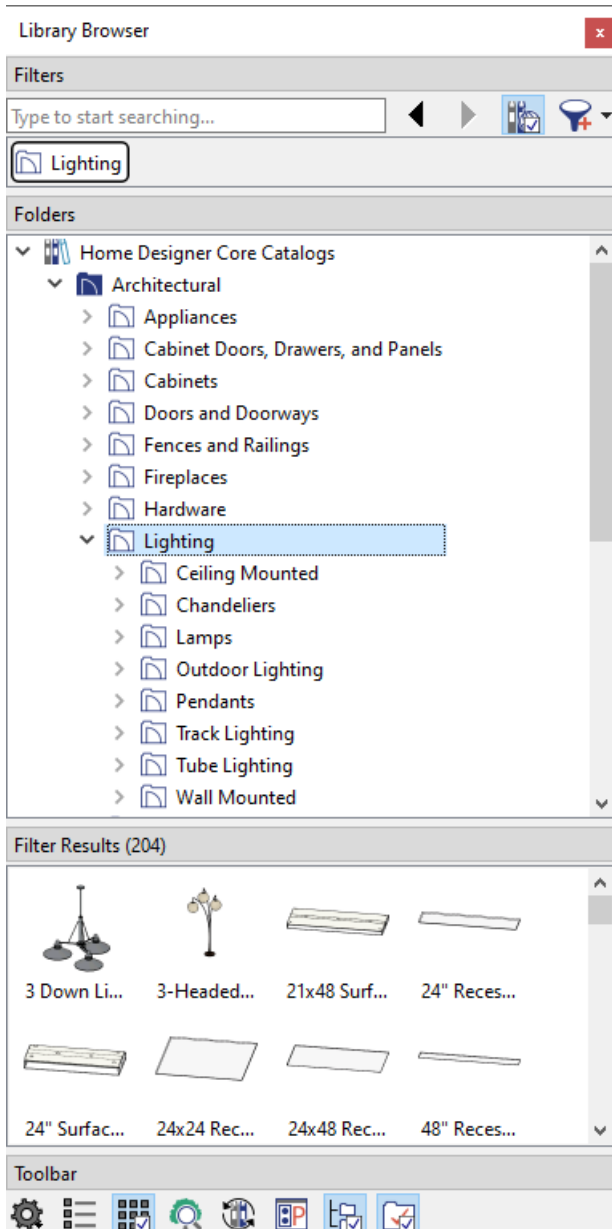 Library Browser
x
Filters
Type to start searching...
Lighting
Folders
Home Designer Core Catalogs
Architectural
Appliances
Cabinet Doors, Drawers, and Panels
Cabinets
Doors and Doorways
Fences and Railings
Fireplaces
Hardware
Lighting
Ceiling Mounted
Chandeliers
Lamps
Outdoor Lighting
Pendants
Track Lighting
Tube Lighting
Wall Mounted
Filter Results (204)
3 Down Li... 3-Headed... 21x48 Surf... 24" Reces...
24" Surfac... 24x24 Rec... 24x48 Rec... 48" Reces...
Toolbar
P